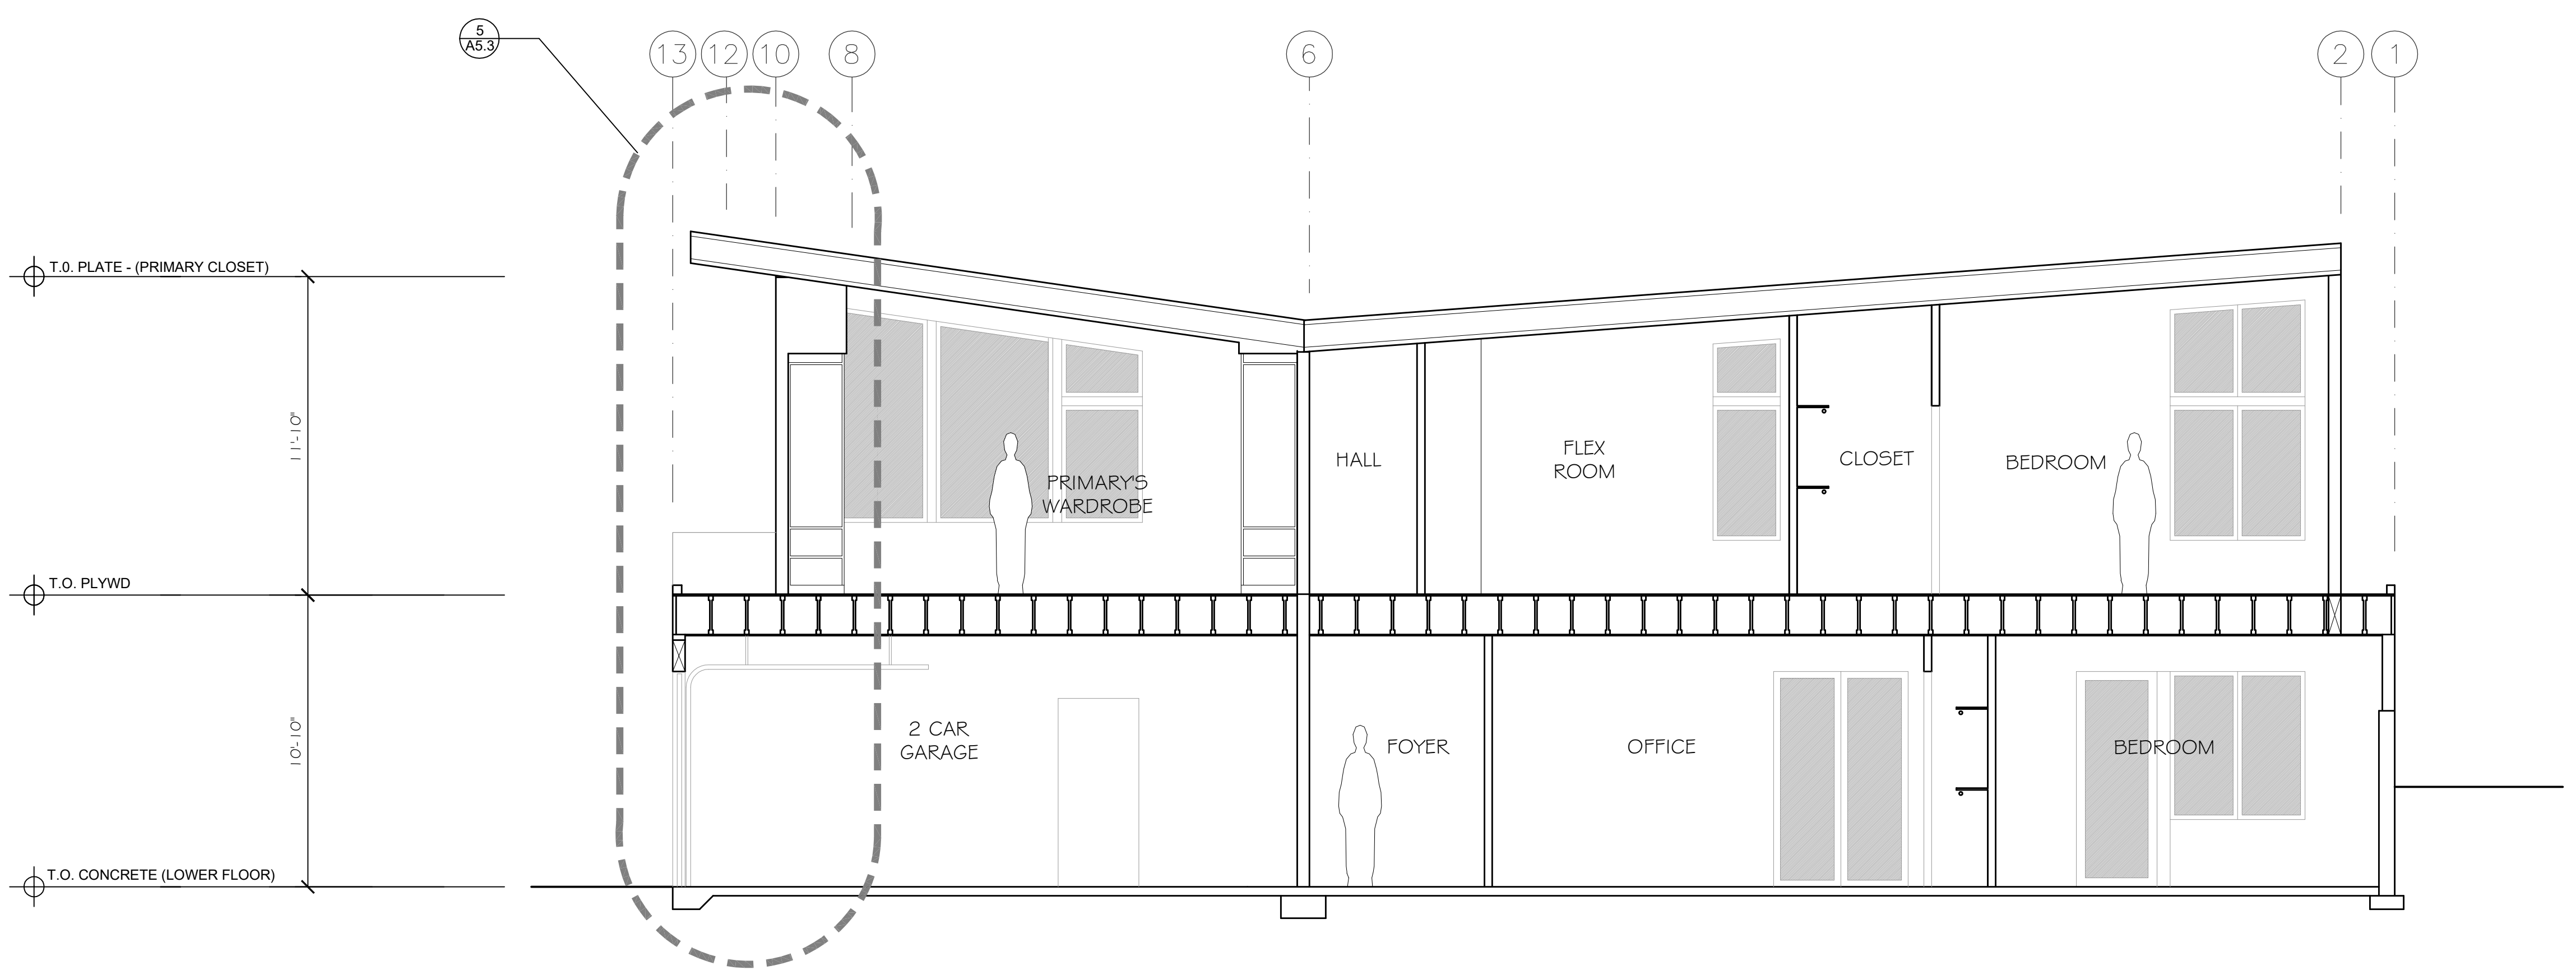 5
A5.3
13
12
10
8
6
2
1
T.0. PLATE - (PRIMARY CLOSET)
11'-10"
PRIMARY'S
WARDROBE
HALL
FLEX
ROOM
CLOSET
BEDROOM
T.O. PLYWD
10'-10"
2 CAR
GARAGE
FOYER
OFFICE
BEDROOM
T.O. CONCRETE (LOWER FLOOR)